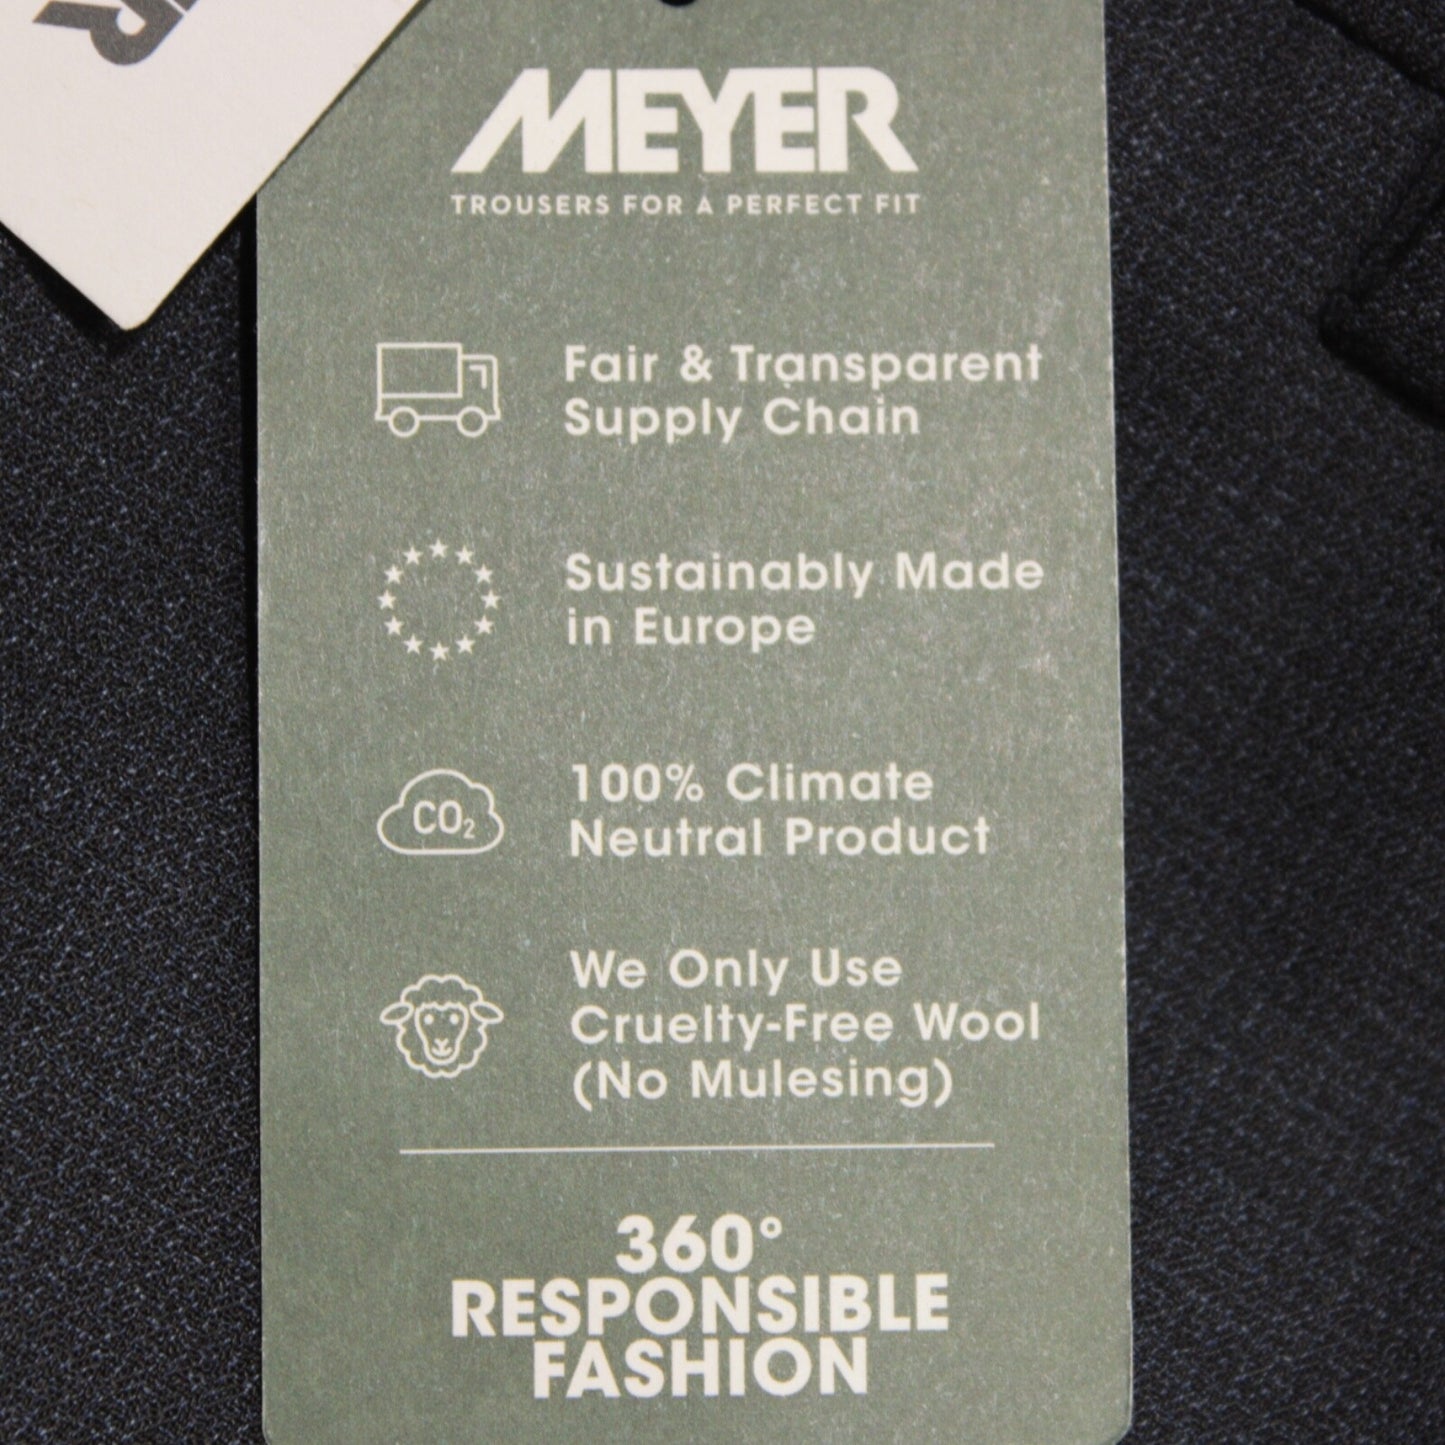 MEYER
TROUSERS FOR A PERFECT FIT
Fair & Transparent
Supply Chain
Sustainably Made
in Europe
CO₂
100% Climate
Neutral Product
We Only Use
Cruelty-Free Wool
(No Mulesing)
360°
RESPONSIBLE
FASHION